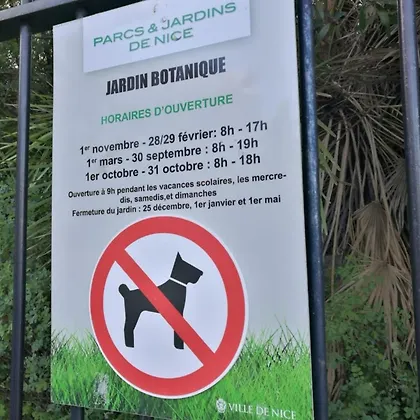 PARCS & JARDINS
DE NICE
JARDIN BOTANIQUE
HORAIRES D'OUVERTURE
1er novembre - 28/29 février: 8h - 17h
1er mars - 30 septembre : 8h - 19h
1er octobre - 31 octobre : 8h - 18h
Ouverture à 9h pendant les vacances scolaires, les mercre-
dis, samedis,et dimanches
Fermeture du jardin : 25 décembre, 1er janvier et 1er mai
VILLE DE NICE